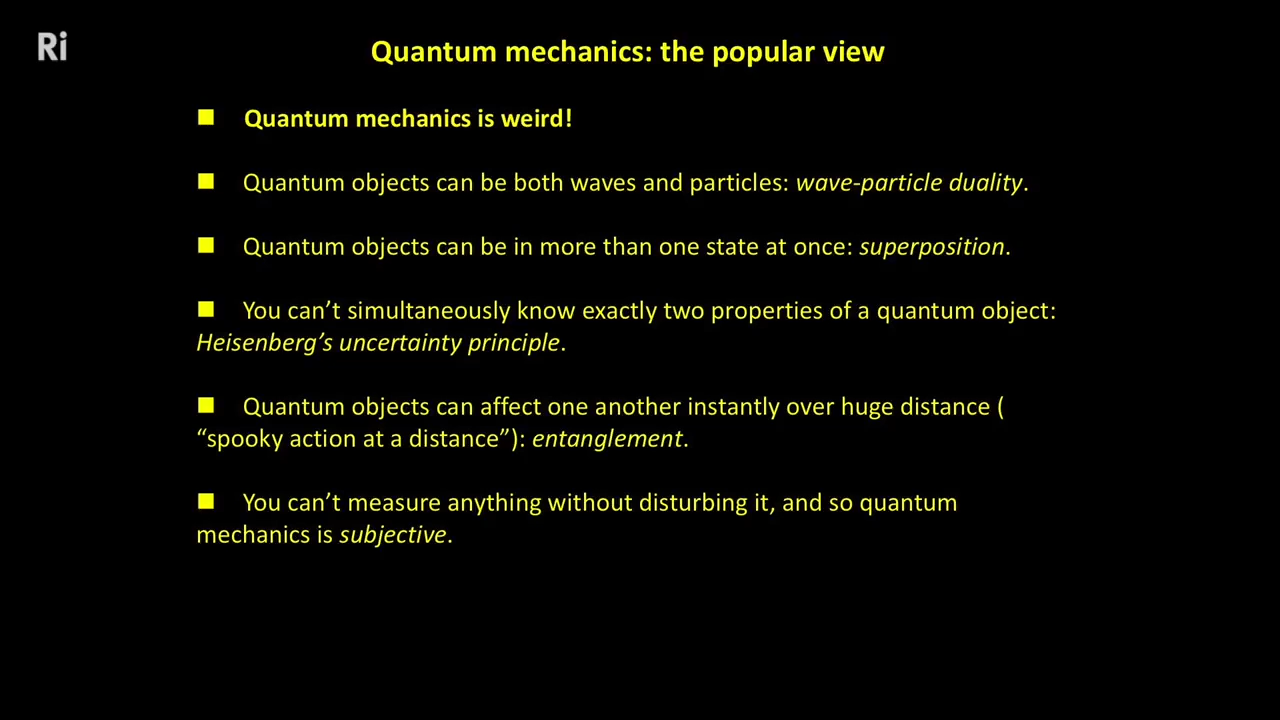 Ri
Quantum mechanics: the popular view
■ Quantum mechanics is weird!
■ Quantum objects can be both waves and particles: wave-particle duality.
■ Quantum objects can be in more than one state at once: superposition.
■ You can’t simultaneously know exactly two properties of a quantum object:
Heisenberg’s uncertainty principle.
■ Quantum objects can affect one another instantly over huge distance (
“spooky action at a distance”): entanglement.
■ You can’t measure anything without disturbing it, and so quantum
mechanics is subjective.